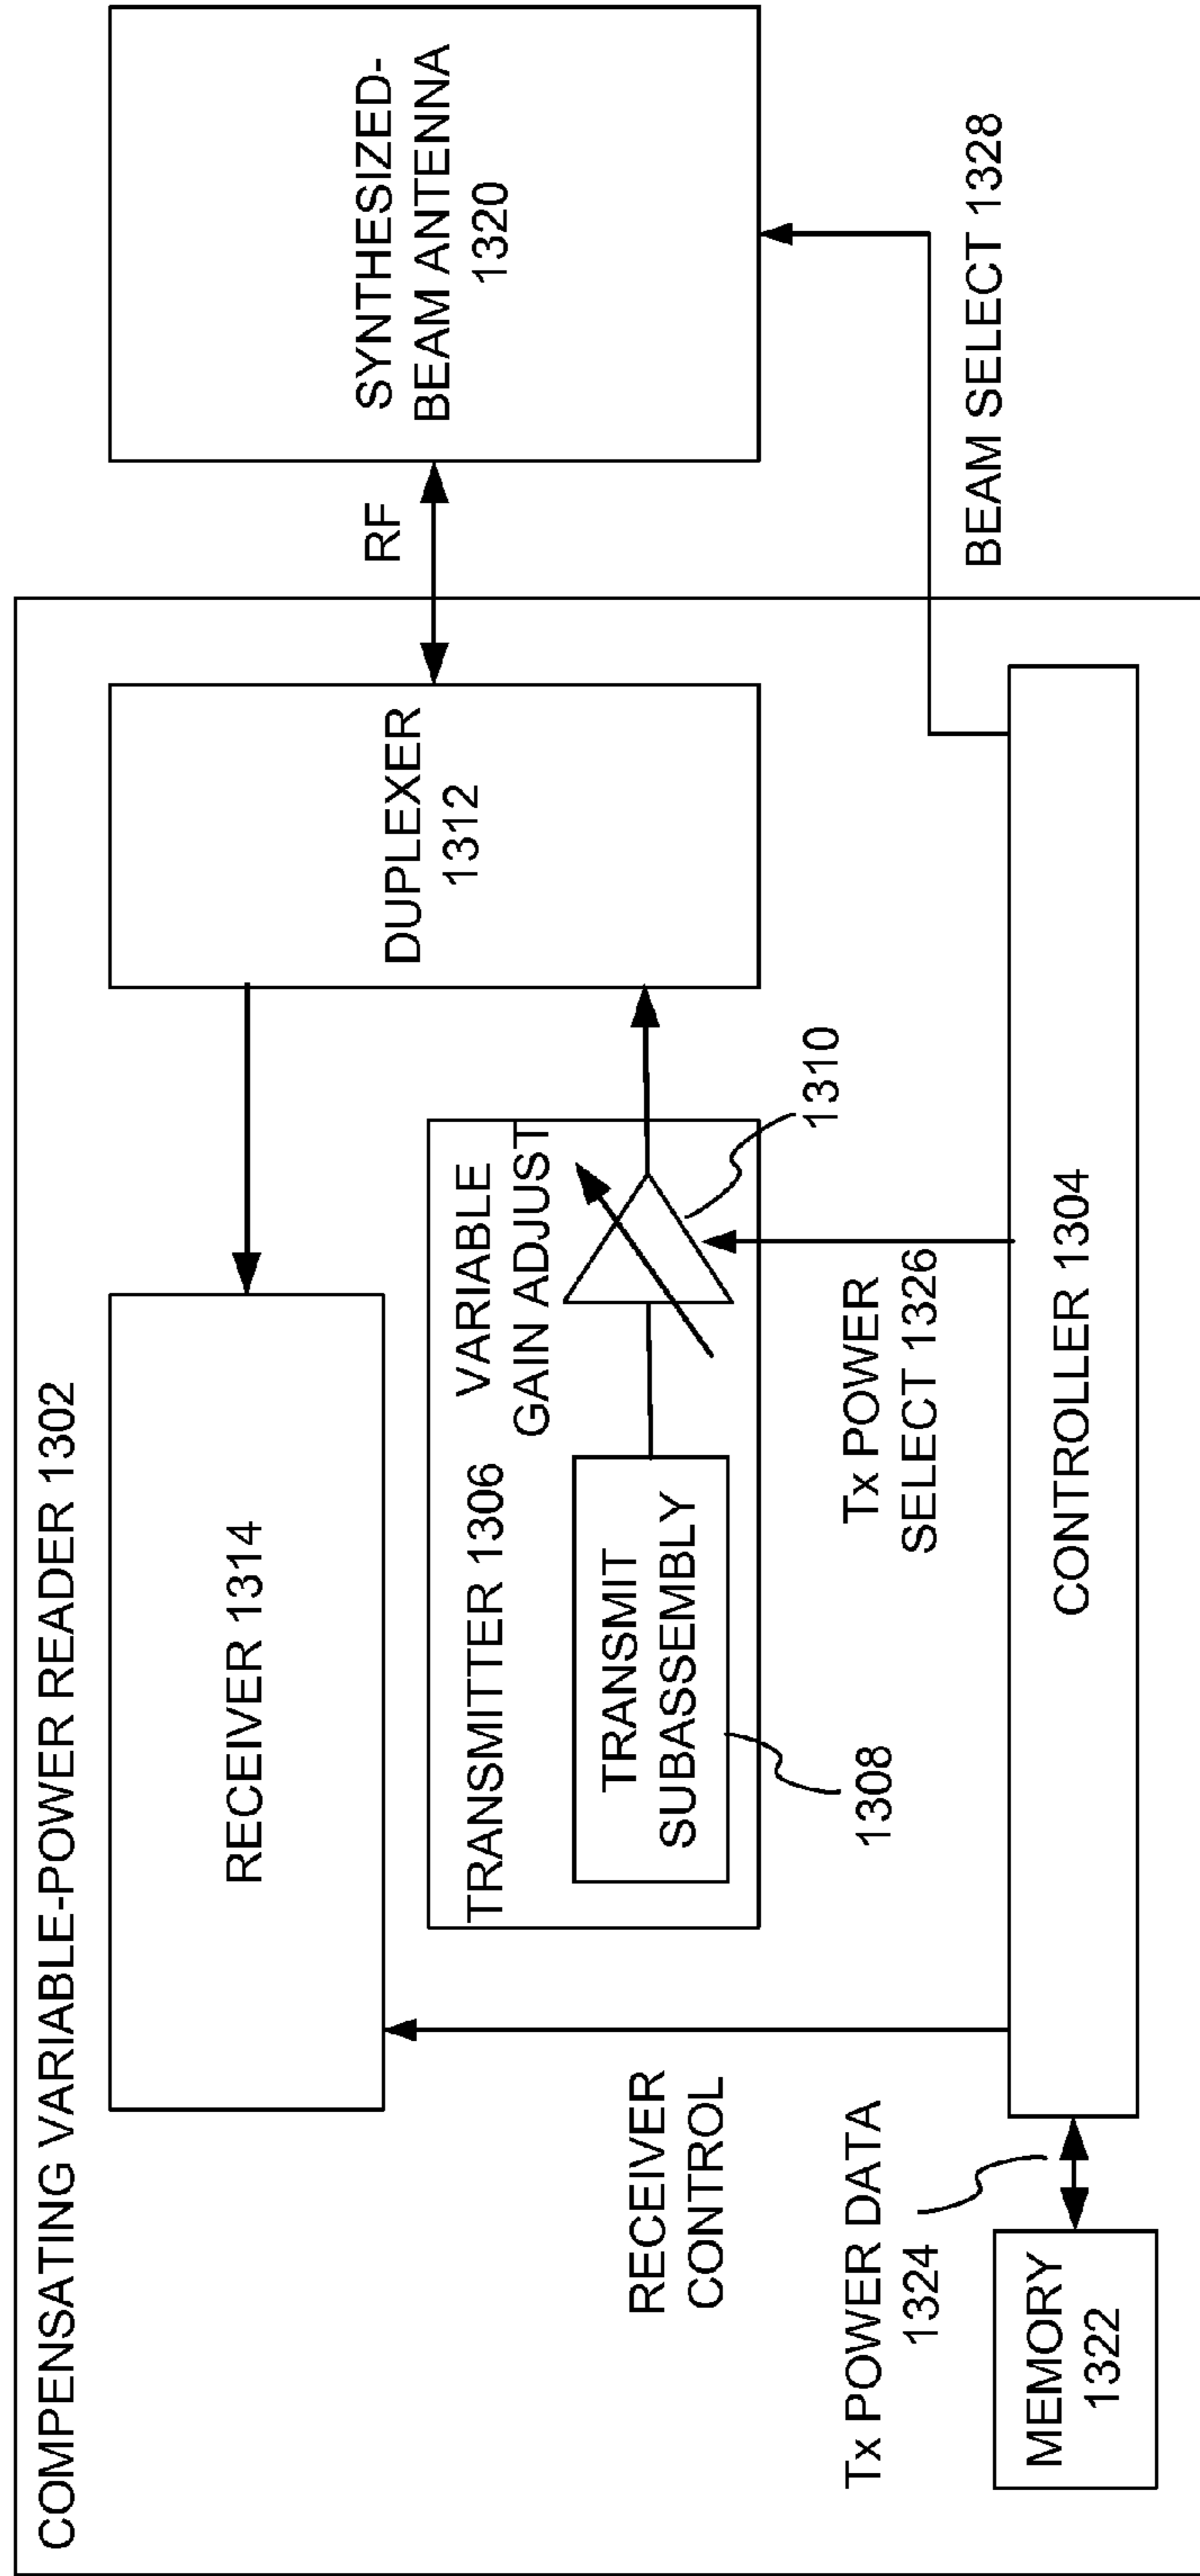 COMPENSATING VARIABLE-POWER READER 1302
RECEIVER 1314
DUPLEXER
1312
RF
SYNTHESIZED-
BEAM ANTENNA
1320
TRANSMITTER 1306
VARIABLE
GAIN ADJUST
TRANSMIT
SUBASSEMBLY
1308
1310
RECEIVER
CONTROL
Tx POWER
SELECT 1326
BEAM SELECT 1328
Tx POWER DATA
1324
MEMORY
1322
CONTROLLER 1304